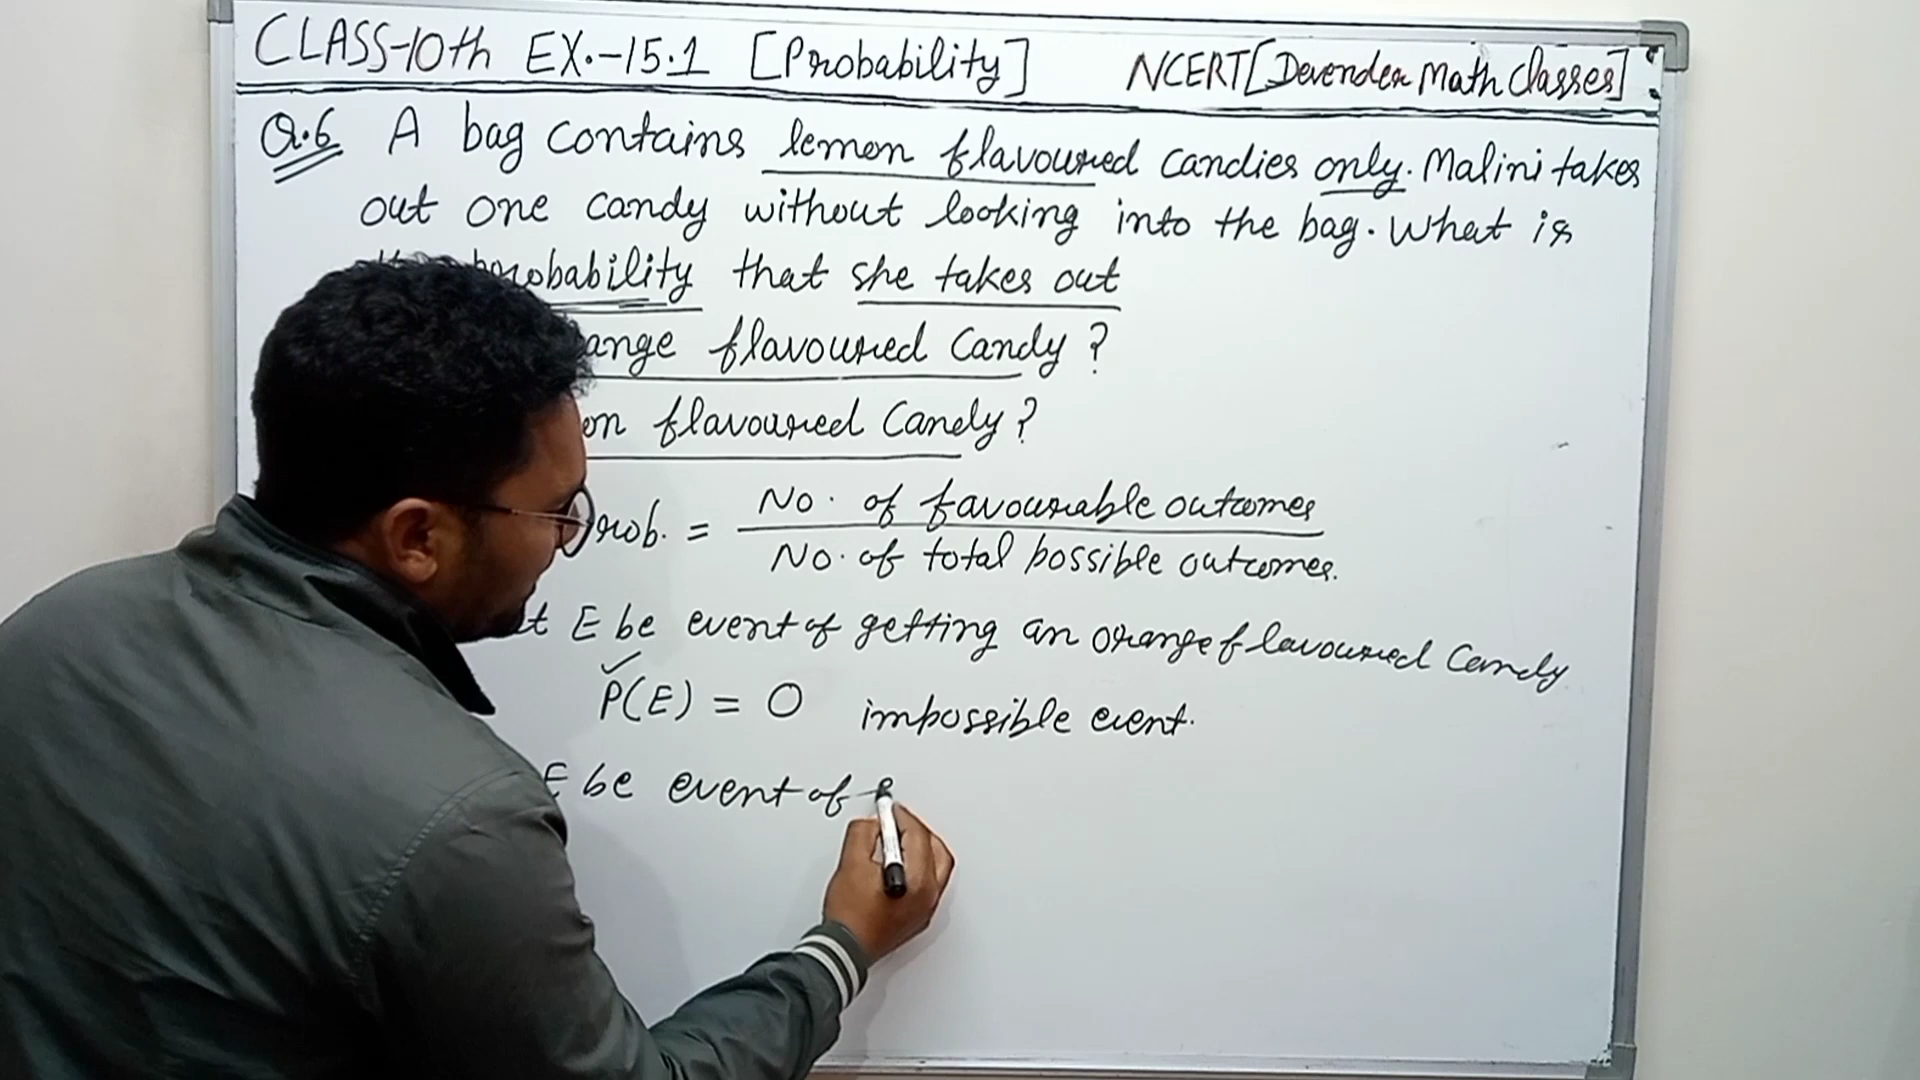 CLASS-10th EX.-15.1 [Probability] NCERT[Devender Math Classes]
Q.6 A bag contains lemon flavoured candies only. Malini takes
out one candy without looking into the bag. What is
probability that she takes out
ange flavoured Candy?
on flavoured Candy?
rob. = No. of favourable outcomes
No. of total possible outcomes.
t E be event of getting an orange flavoured Candy
P(E) = 0 impossible event.
E be event of